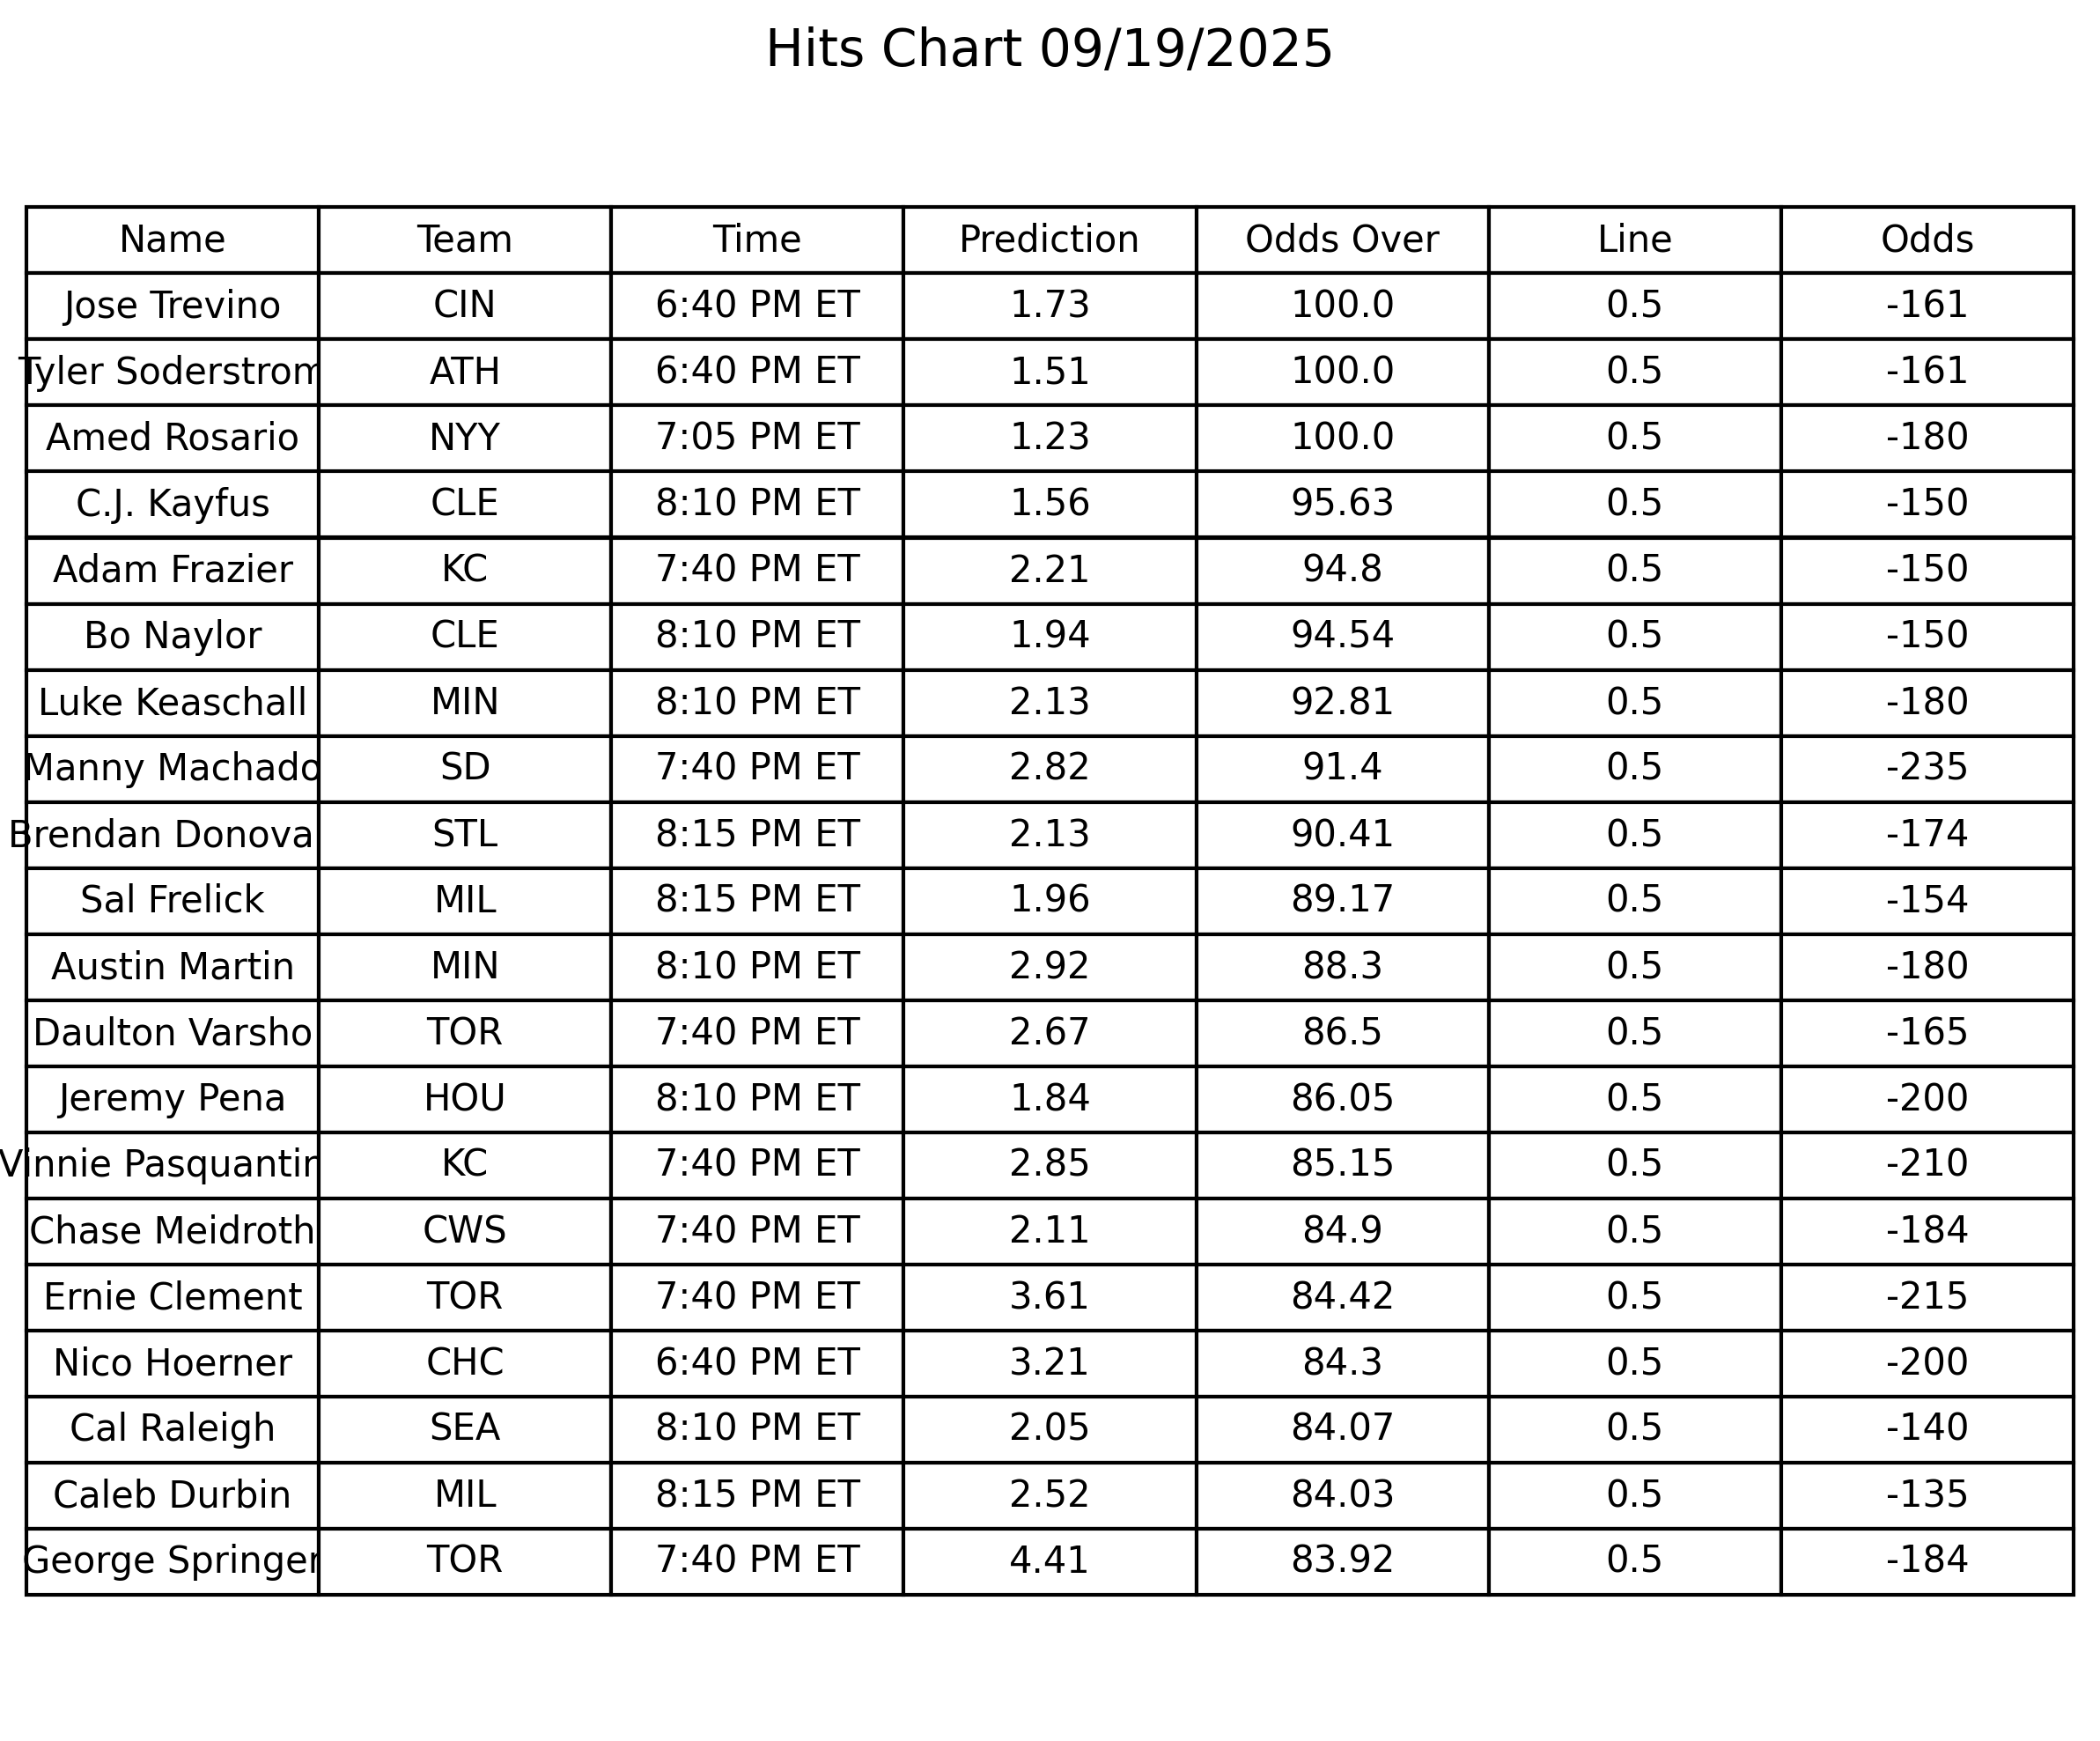 Hits Chart 09/19/2025
Name Team Time Prediction Odds Over Line Odds
Jose Trevino CIN 6:40 PM ET 1.73 100.0 0.5 -161
Tyler Soderstrom ATH 6:40 PM ET 1.51 100.0 0.5 -161
Amed Rosario NYY 7:05 PM ET 1.23 100.0 0.5 -180
C.J. Kayfus CLE 8:10 PM ET 1.56 95.63 0.5 -150
Adam Frazier KC 7:40 PM ET 2.21 94.8 0.5 -150
Bo Naylor CLE 8:10 PM ET 1.94 94.54 0.5 -150
Luke Keaschall MIN 8:10 PM ET 2.13 92.81 0.5 -180
Manny Machado SD 7:40 PM ET 2.82 91.4 0.5 -235
Brendan Donova STL 8:15 PM ET 2.13 90.41 0.5 -174
Sal Frelick MIL 8:15 PM ET 1.96 89.17 0.5 -154
Austin Martin MIN 8:10 PM ET 2.92 88.3 0.5 -180
Daulton Varsho TOR 7:40 PM ET 2.67 86.5 0.5 -165
Jeremy Pena HOU 8:10 PM ET 1.84 86.05 0.5 -200
Vinnie Pasquantin KC 7:40 PM ET 2.85 85.15 0.5 -210
Chase Meidroth CWS 7:40 PM ET 2.11 84.9 0.5 -184
Ernie Clement TOR 7:40 PM ET 3.61 84.42 0.5 -215
Nico Hoerner CHC 6:40 PM ET 3.21 84.3 0.5 -200
Cal Raleigh SEA 8:10 PM ET 2.05 84.07 0.5 -140
Caleb Durbin MIL 8:15 PM ET 2.52 84.03 0.5 -135
George Springer TOR 7:40 PM ET 4.41 83.92 0.5 -184